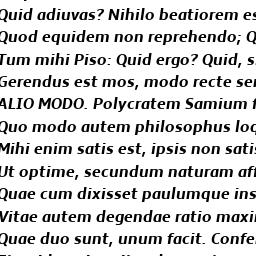 Quid adiuvas? Nihilo beatiorem es
Quod equidem non reprehendo; Q
Tum mihi Piso: Quid ergo? Quid, s
Gerendus est mos, modo recte ser
ALIO MODO. Polycratem Samium f
Quo modo autem philosophus loq
Mihi enim satis est, ipsis non satis
Ut optime, secundum naturam aff
Quae cum dixisset paulumque ins
Vitae autem degendae ratio maxi
Quae duo sunt, unum facit. Confe